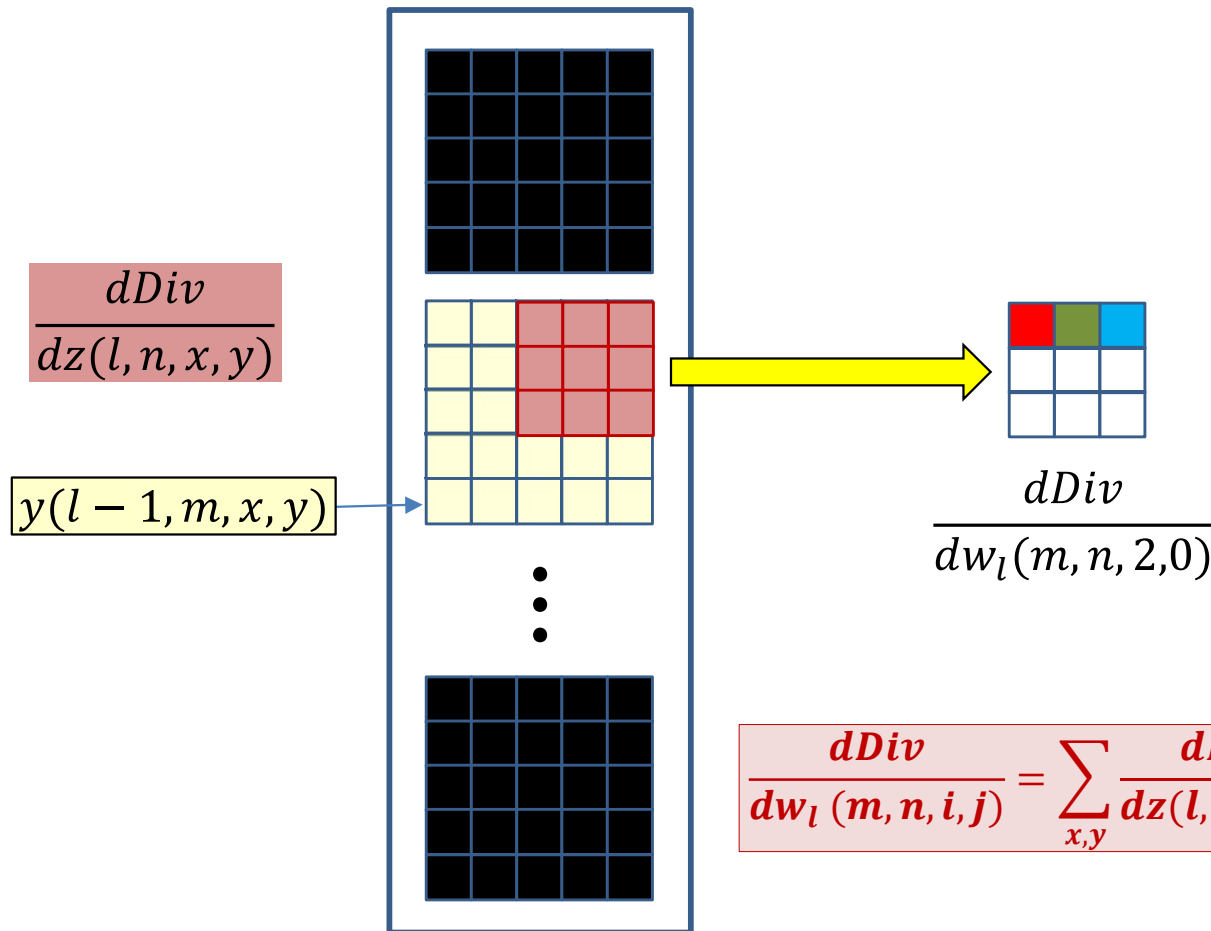 dDiv
dz(l, n, x, y)
y(l − 1, m, x, y)
dDiv
dw_l(m, n, 2,0)
dDiv
dw_l (m, n, i, j)
= ∑
x,y
dz(l,